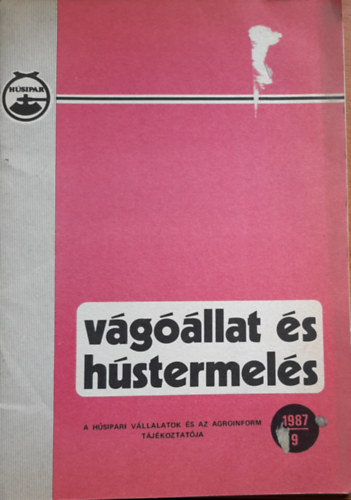 HÚSIPAR
vágóállat és
hústermelés
A HÚSIPARI VÁLLALATOK ÉS AZ AGROINFORM
TÁJÉKOZTATÓJA
1987
9